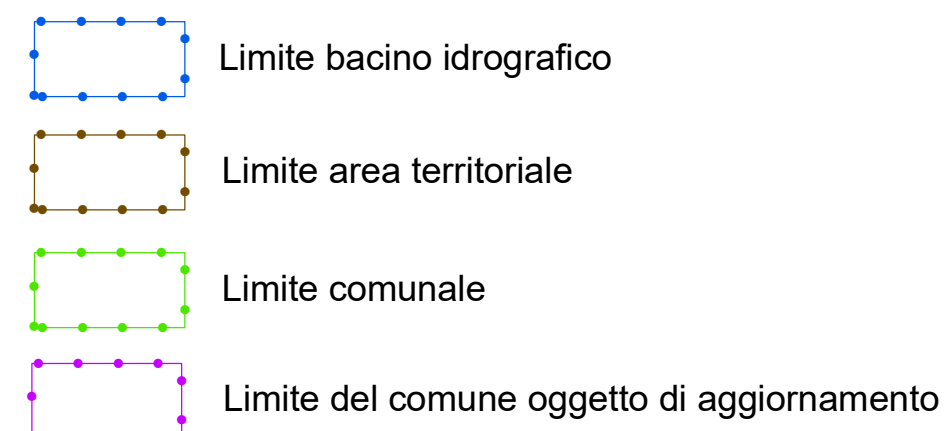 Limite bacino idrografico
Limite area territoriale
Limite comunale
Limite del comune oggetto di aggiornamento